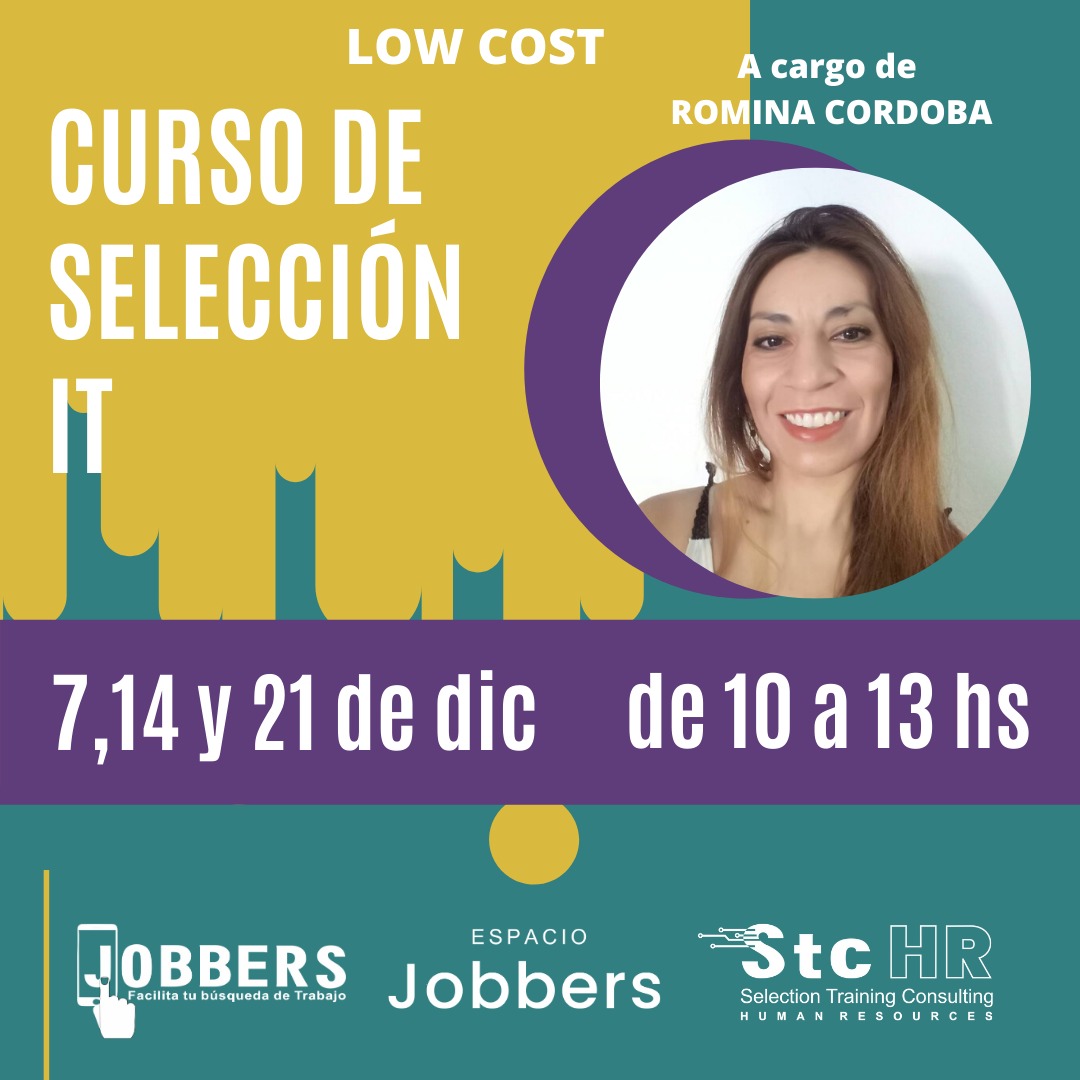 LOW COST
A cargo de
ROMINA CORDOBA
CURSO DE
SELECCIÓN
IT
7,14 y 21 de dic
de 10 a 13 hs
JOBBERS
Facilita tu búsqueda de Trabajo
ESPACIO
Jobbers
Stc HR
Selection Training Consulting
HUMAN RESOURCES